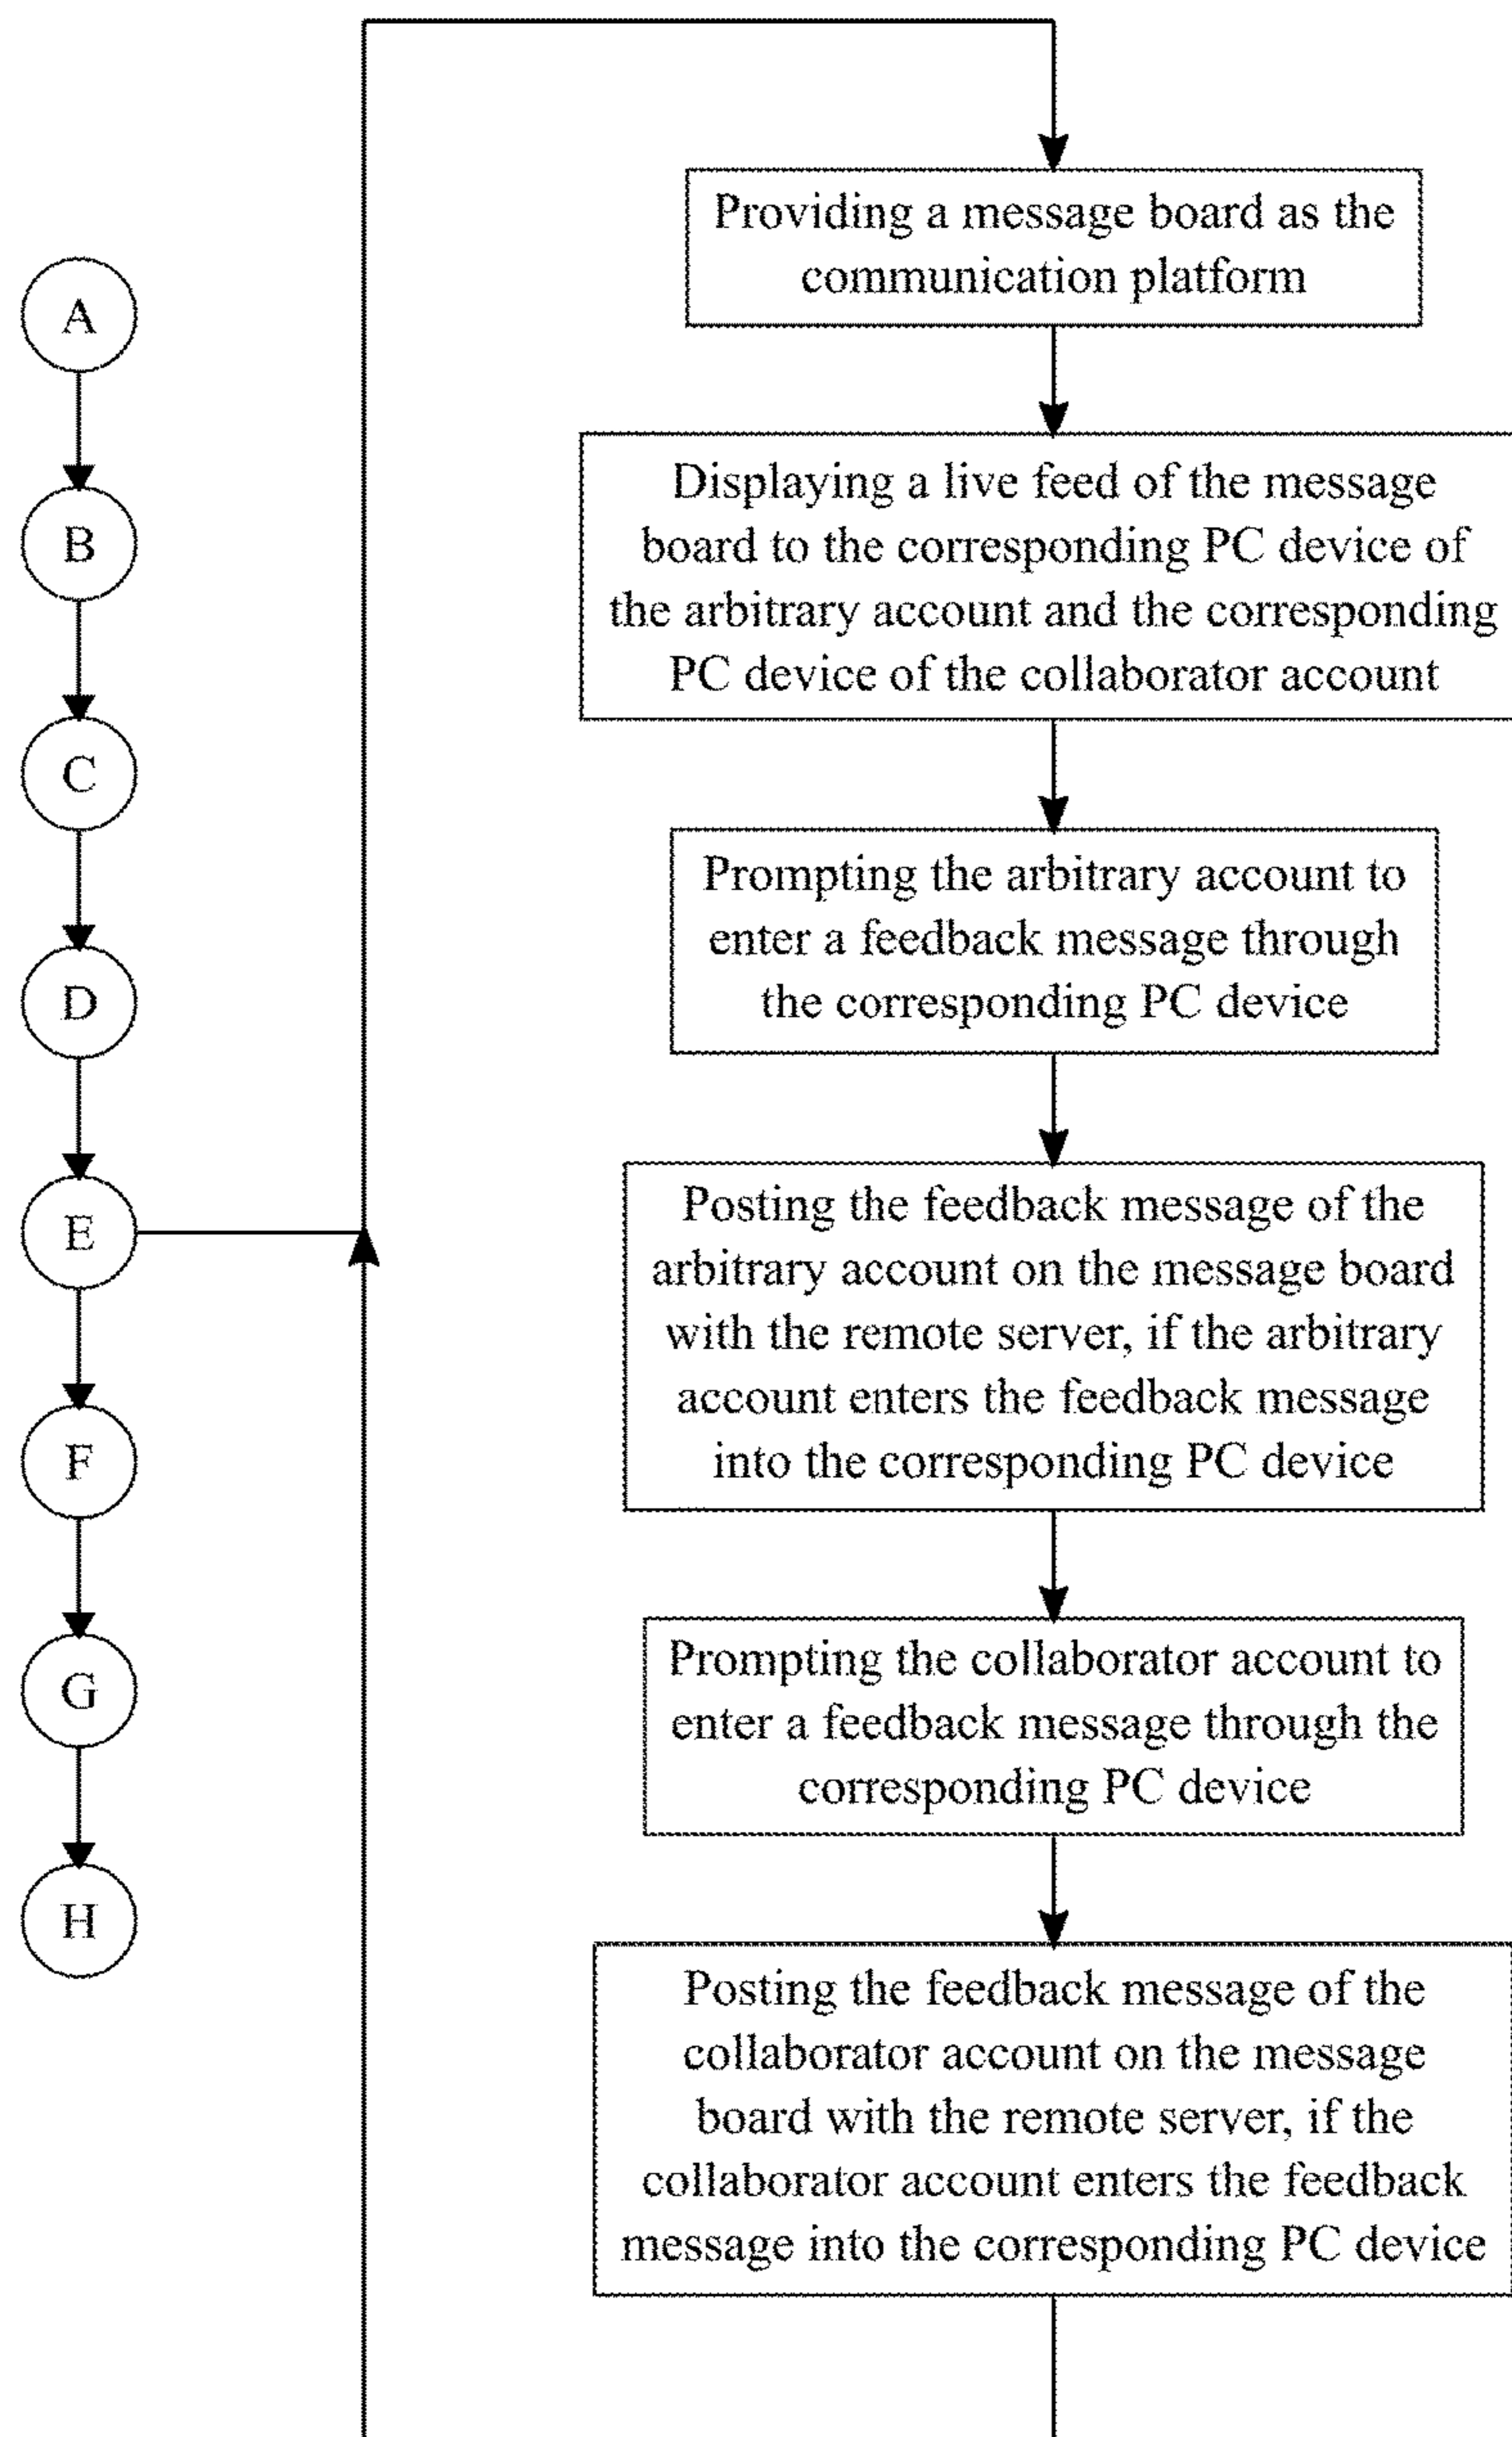 A
B
C
D
E
F
G
H
Providing a message board as the
communication platform
Displaying a live feed of the message
board to the corresponding PC device of
the arbitrary account and the corresponding
PC device of the collaborator account
Prompting the arbitrary account to
enter a feedback message through
the corresponding PC device
Posting the feedback message of the
arbitrary account on the message board
with the remote server, if the arbitrary
account enters the feedback message
into the corresponding PC device
Prompting the collaborator account to
enter a feedback message through the
corresponding PC device
Posting the feedback message of the
collaborator account on the message
board with the remote server, if the
collaborator account enters the feedback
message into the corresponding PC device